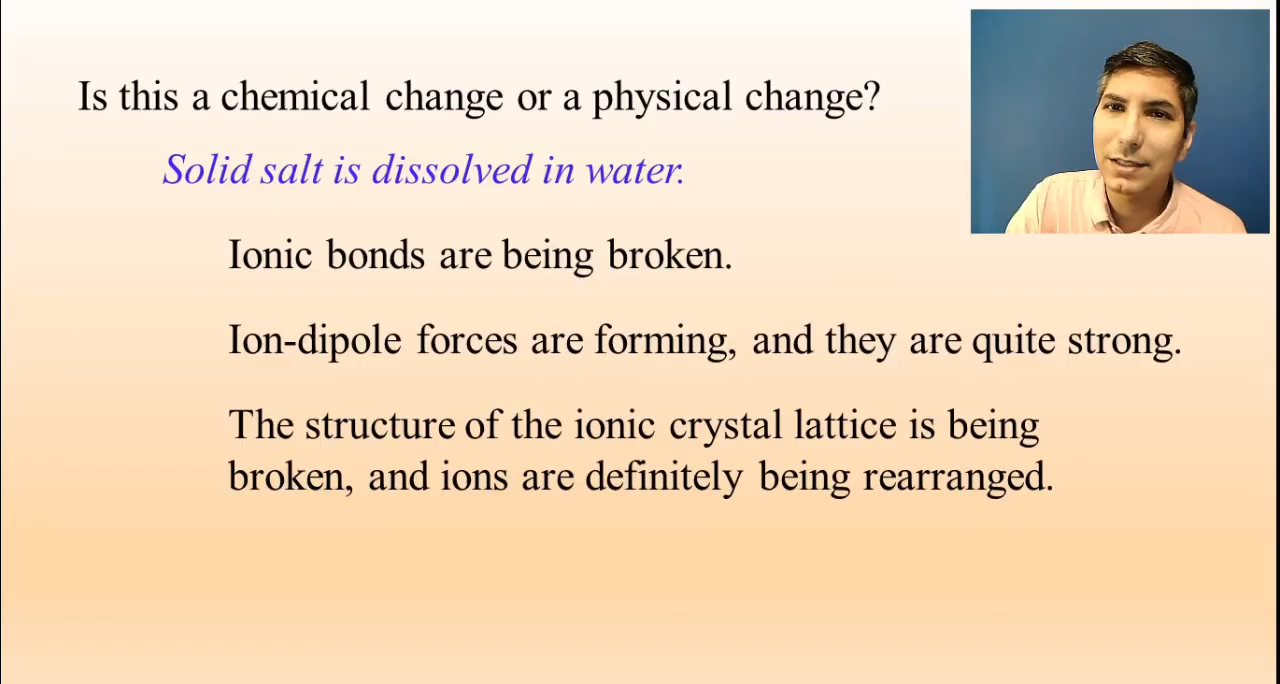 Is this a chemical change or a physical change?
Solid salt is dissolved in water.
Ionic bonds are being broken.
Ion-dipole forces are forming, and they are quite strong.
The structure of the ionic crystal lattice is being
broken, and ions are definitely being rearranged.